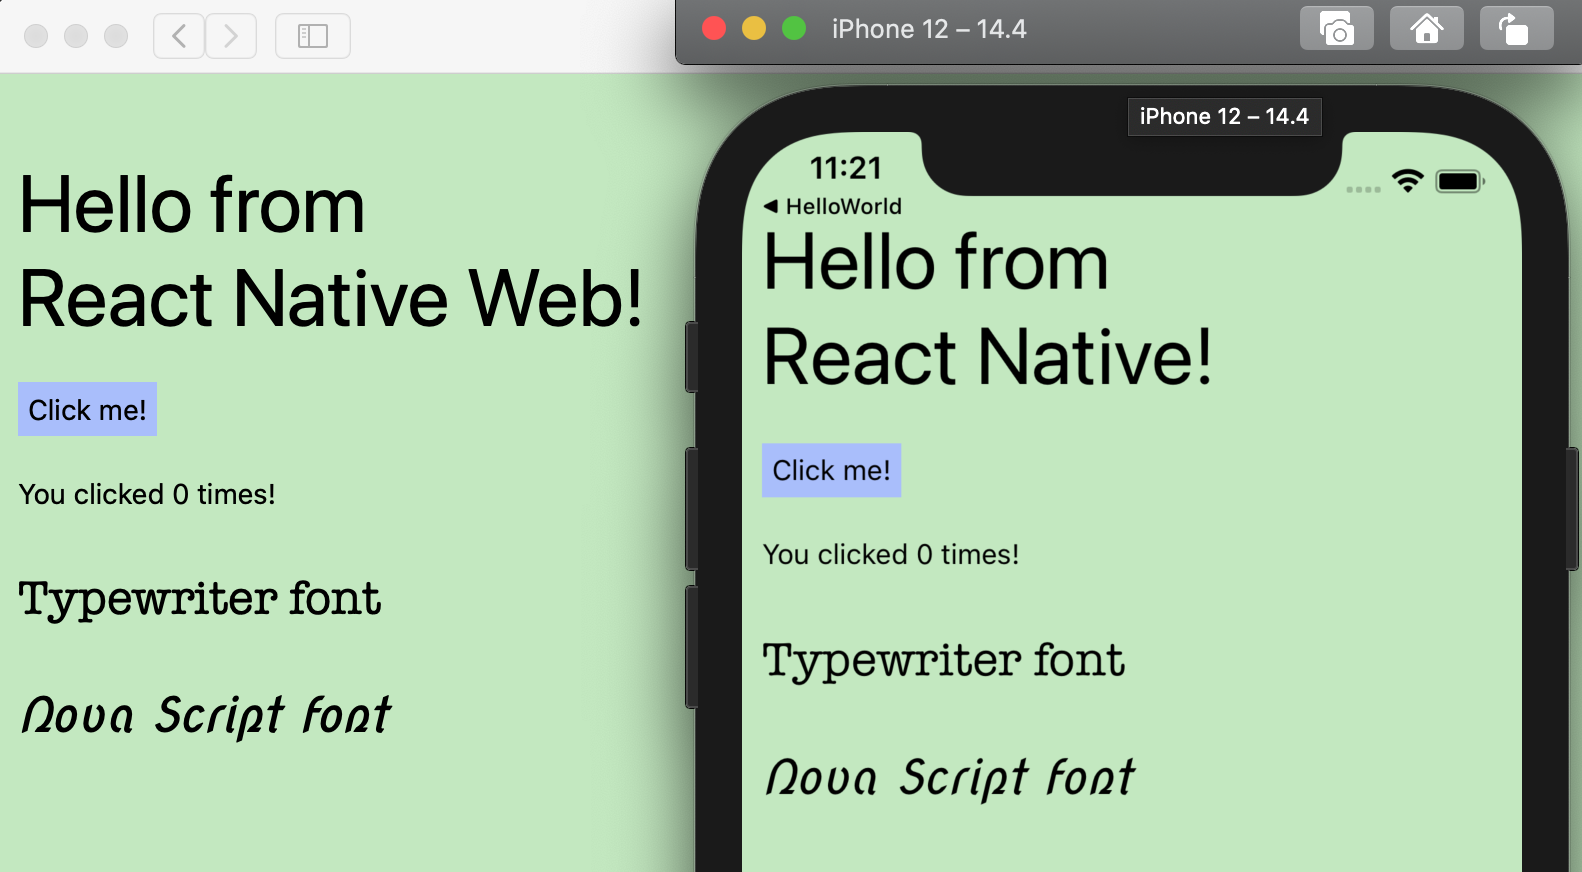 Hello from
React Native Web!
Click me!
You clicked 0 times!
Typewriter font
Nova Script font
iPhone 12 – 14.4
iPhone 12 – 14.4
11:21
◀ HelloWorld
Hello from
React Native!
Click me!
You clicked 0 times!
Typewriter font
Nova Script font